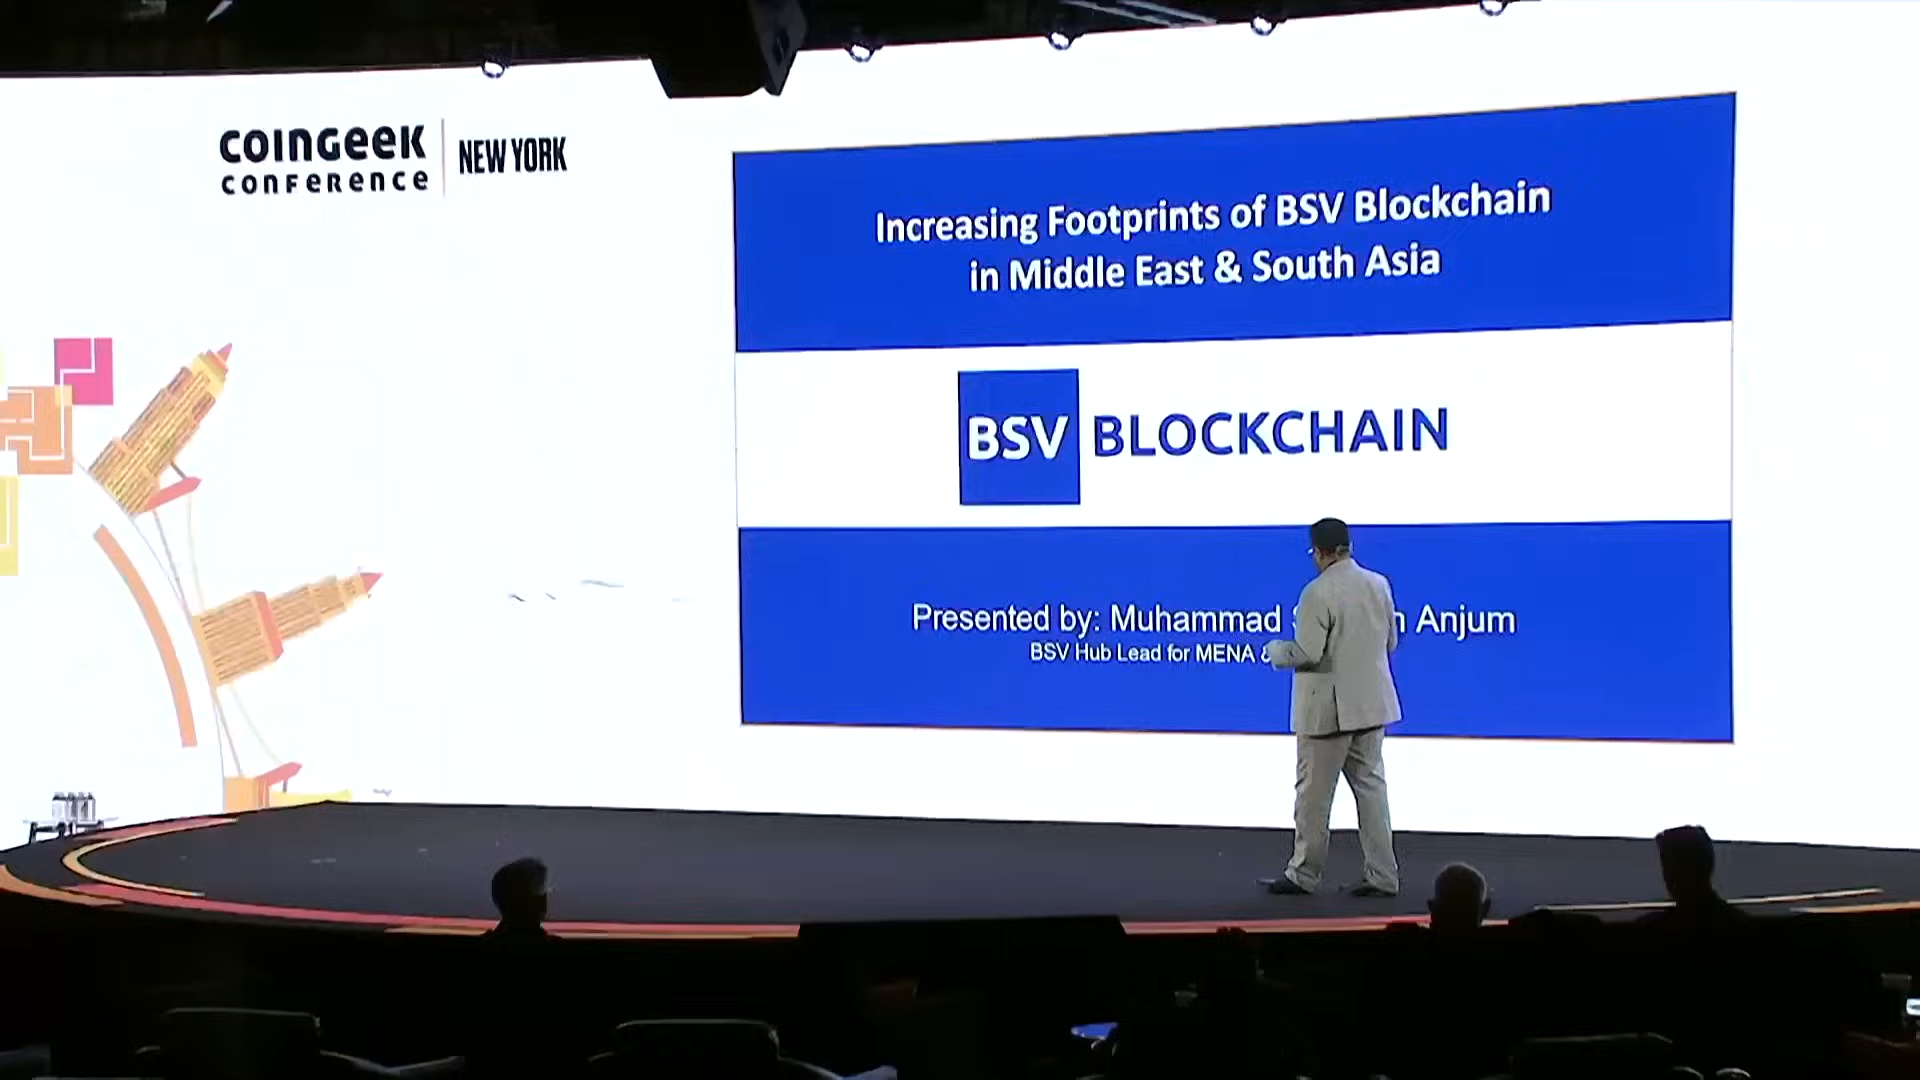 COINGEEK
CONFERENCE
NEW YORK
Increasing Footprints of BSV Blockchain
in Middle East & South Asia
BSV BLOCKCHAIN
Presented by: Muhammad Anjum
BSV Hub Lead for MENA